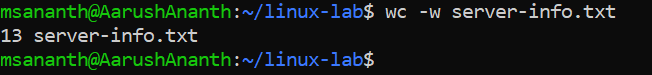 msananth@AarushAnanth:~/linux-lab$ wc -w server-info.txt
13 server-info.txt
msananth@AarushAnanth:~/linux-lab$